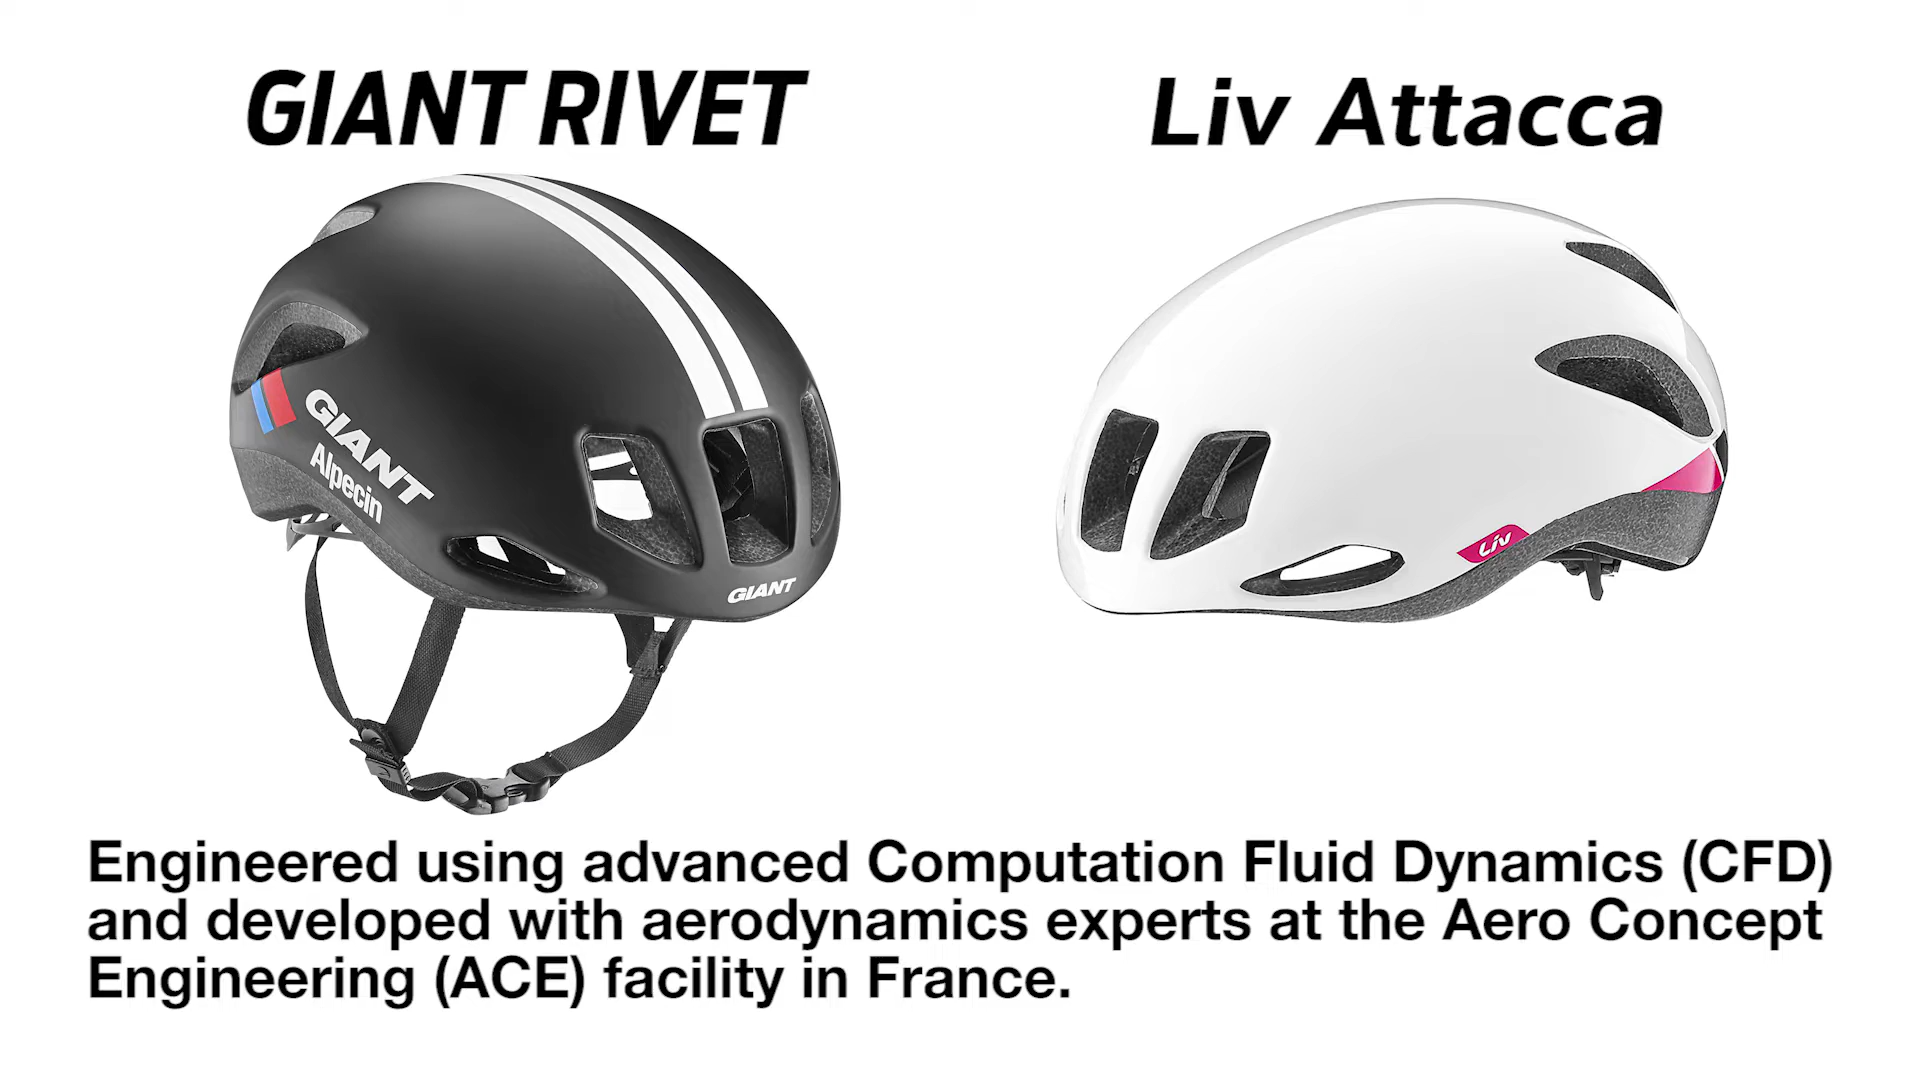 GIANT RIVET
Liv Attacca
GIANT
Alpecin
GIANT
Liv
Engineered using advanced Computation Fluid Dynamics (CFD)
and developed with aerodynamics experts at the Aero Concept
Engineering (ACE) facility in France.